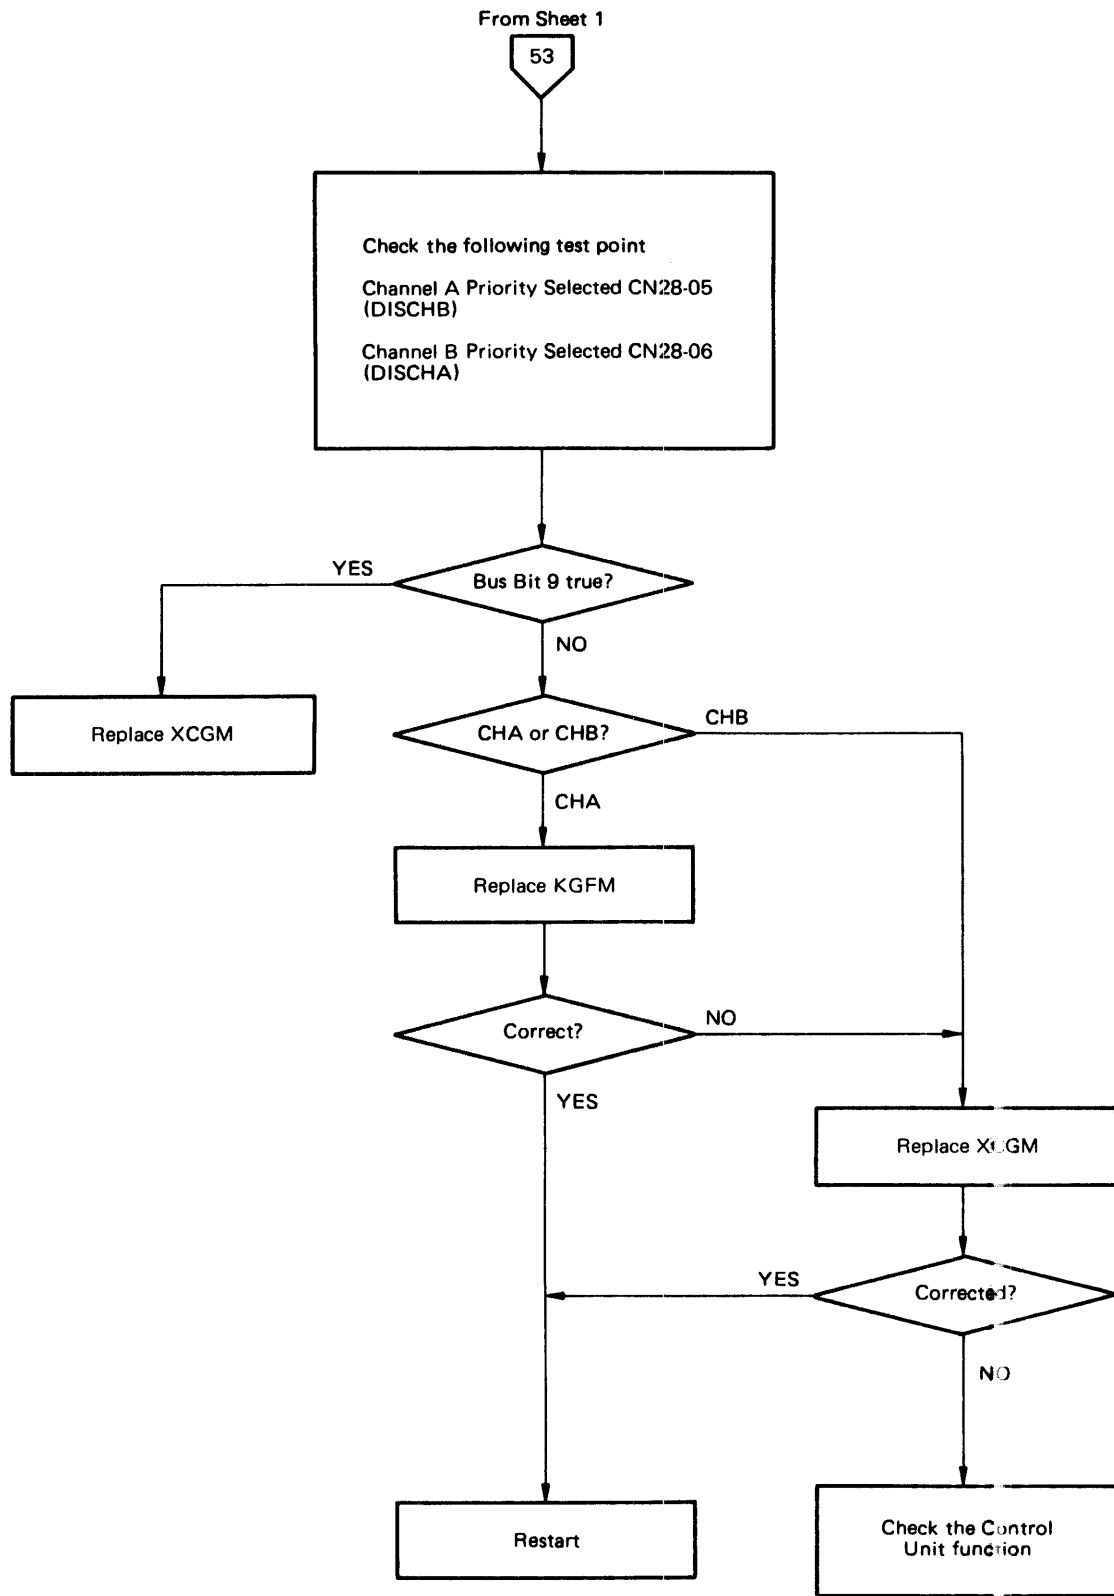 From Sheet 1
53
Check the following test point
Channel A Priority Selected CN28-05
(DISCHB)
Channel B Priority Selected CN28-06
(DISCHA)
YES
Bus Bit 9 true?
NO
Replace XCGM
CHA or CHB?
CHB
CHA
Replace KGFM
Correct?
NO
YES
Replace XCGM
YES
Corrected?
NO
Restart
Check the Control
Unit function